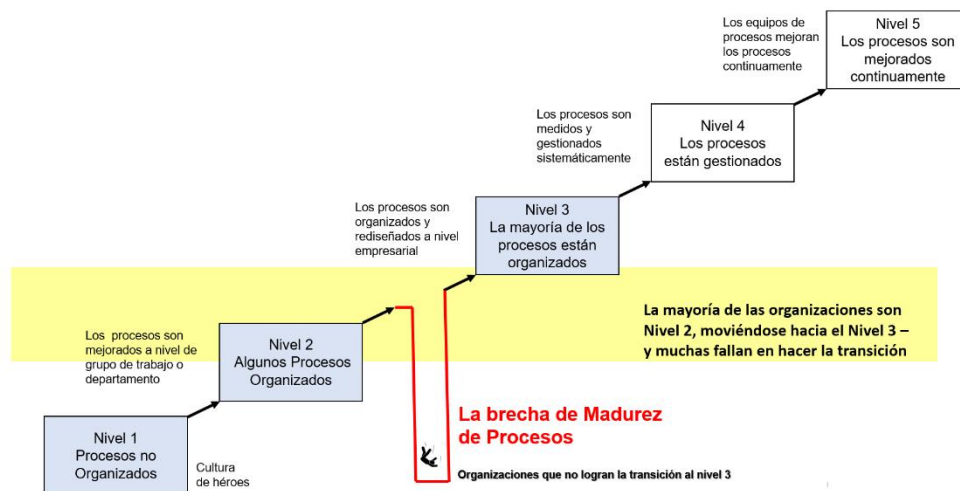 Los equipos de
procesos mejoran
los procesos
continuamente
Nivel 5
Los procesos son
mejorados
continuamente
Los procesos son
medidos y
gestionados
sistemáticamente
Nivel 4
Los procesos
están gestionados
Los procesos son
organizados y
rediseñados a nivel
empresarial
Nivel 3
La mayoría de los
procesos están
organizados
La mayoría de las organizaciones son
Nivel 2, moviéndose hacia el Nivel 3 –
y muchas fallan en hacer la transición
Los procesos son
mejorados a nivel de
grupo de trabajo o
departamento
Nivel 2
Algunos Procesos
Organizados
La brecha de Madurez
de Procesos
Organizaciones que no logran la transición al nivel 3
Nivel 1
Procesos no
Organizados
Cultura
de héroes